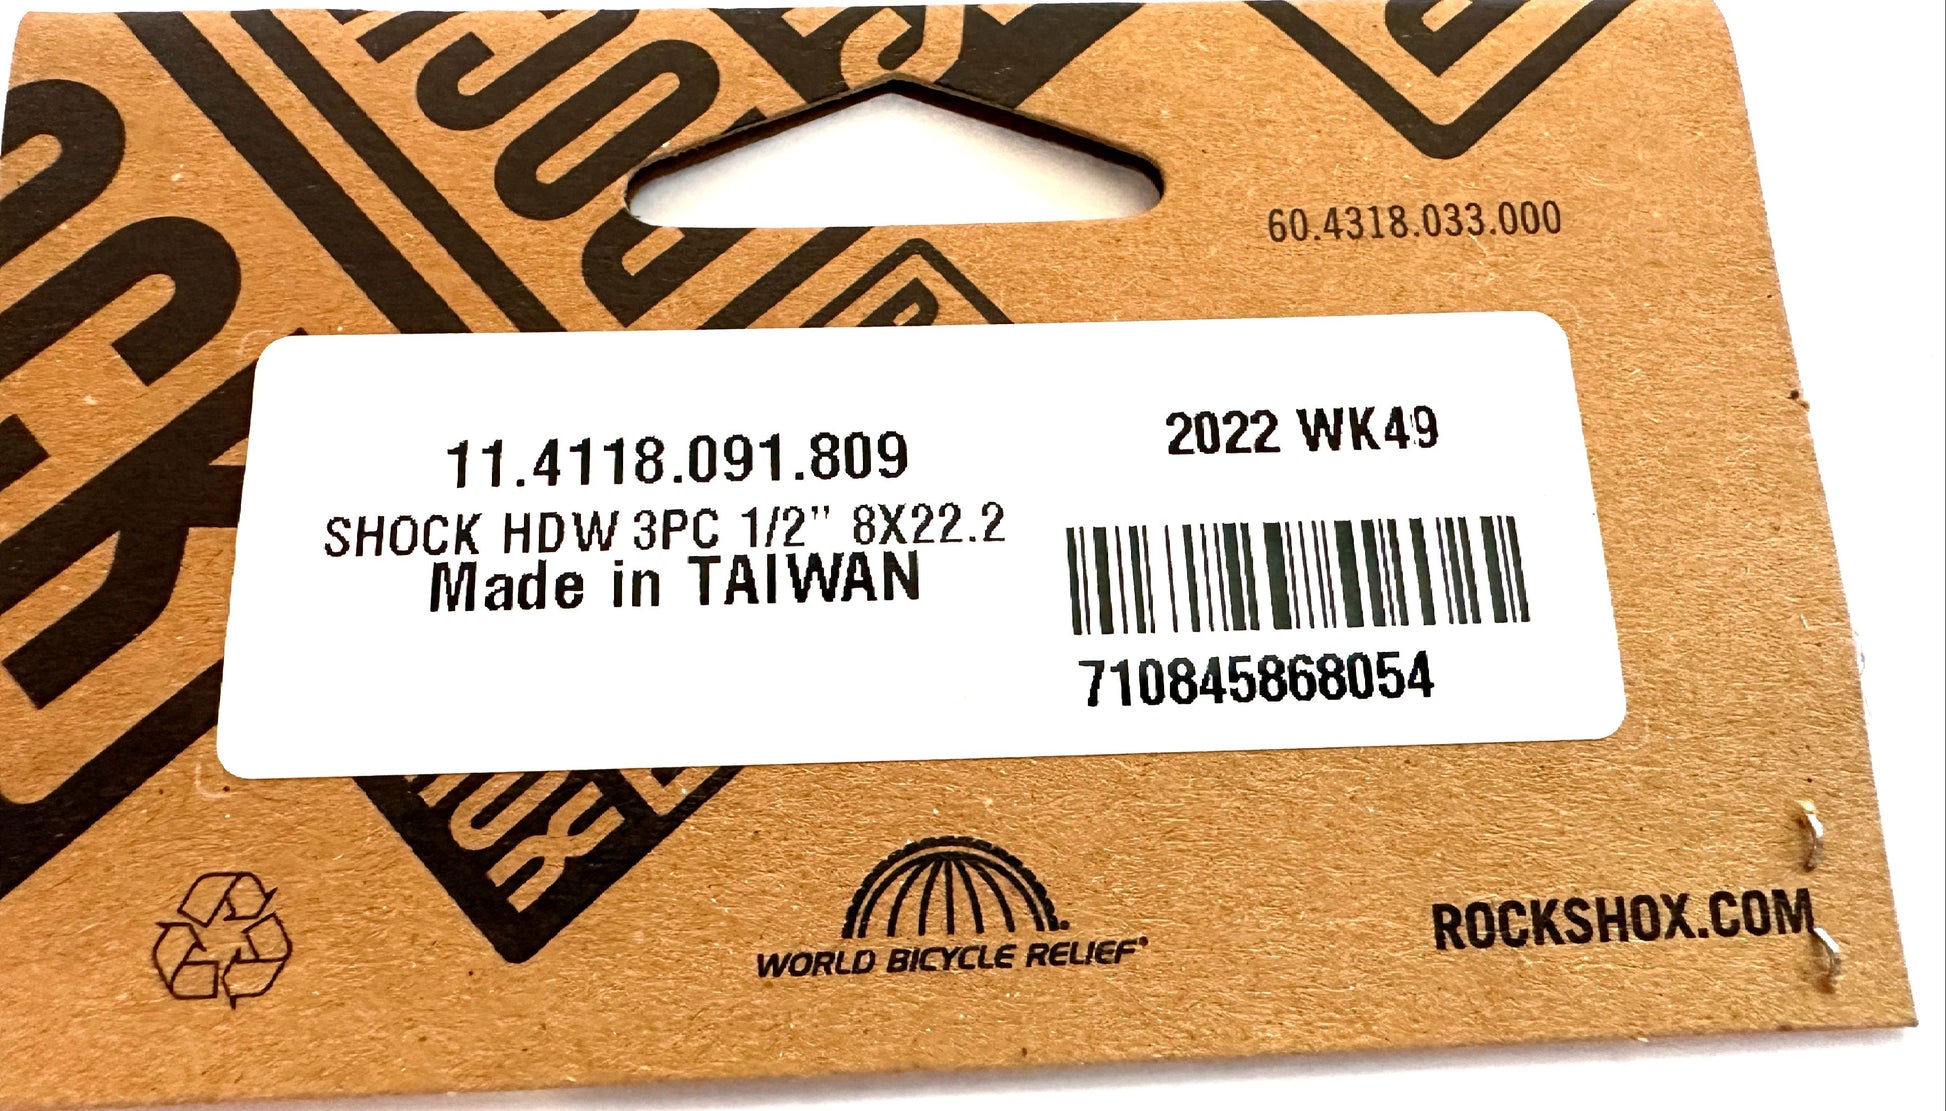 60.4318.033.000
11.4118.091.809
SHOCK HDW 3PC 1/2” 8X22.2
Made in TAIWAN
2022 WK49
710845868054
WORLD BICYCLE RELIEF
ROCKSHOX.COM